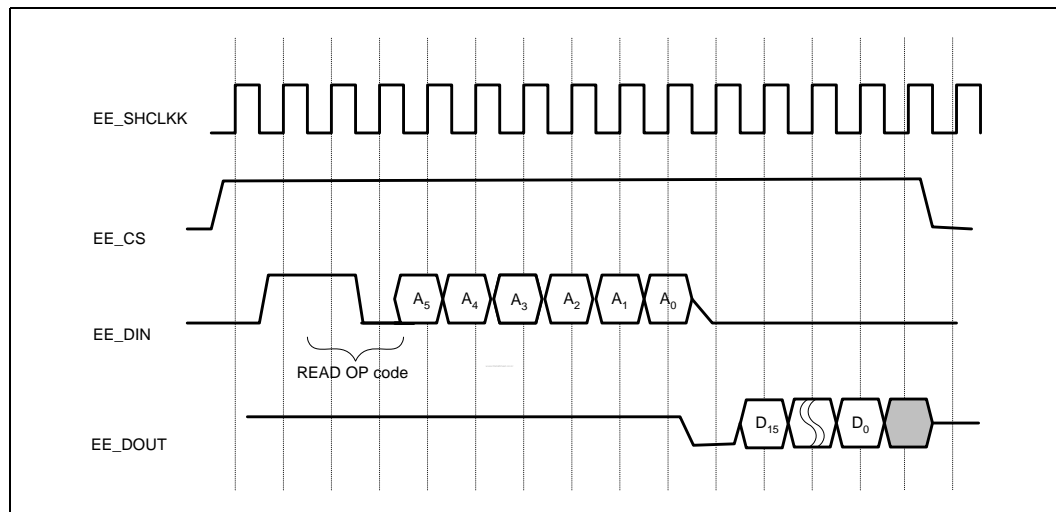 EE_SHCLKK
EE_CS
EE_DIN
A5 A4 A3 A2 A1 A0
READ OP code
EE_DOUT
D15 D0